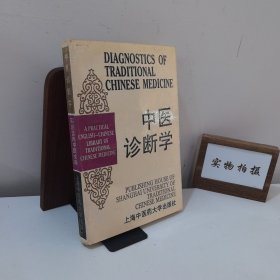 DIAGNOSTICS OF
TRADITIONAL
CHINESE MEDICINE
A PRACTICAL
ENGLISH-CHINESE
LIBRARY OF
TRADITIONAL
CHINESE MEDICINE
中医
诊断学
PUBLISHING HOUSE OF
SHANGHAI UNIVERSITY OF
TRADITIONAL
CHINESE MEDICINE
上海中医药大学出版社
实物拍摄